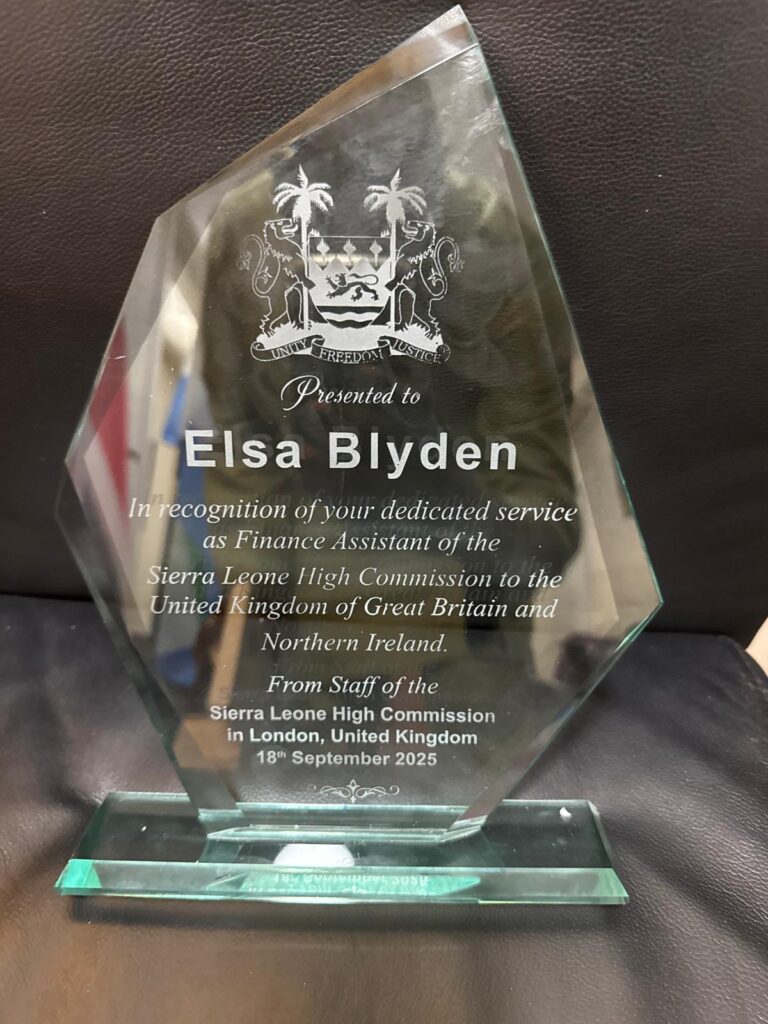 UNITY FREEDOM JUSTICE
Presented to
Elsa Blyden
In recognition of your dedicated service
as Finance Assistant of the
Sierra Leone High Commission to the
United Kingdom of Great Britain and
Northern Ireland.
From Staff of the
Sierra Leone High Commission
in London, United Kingdom
18th September 2025